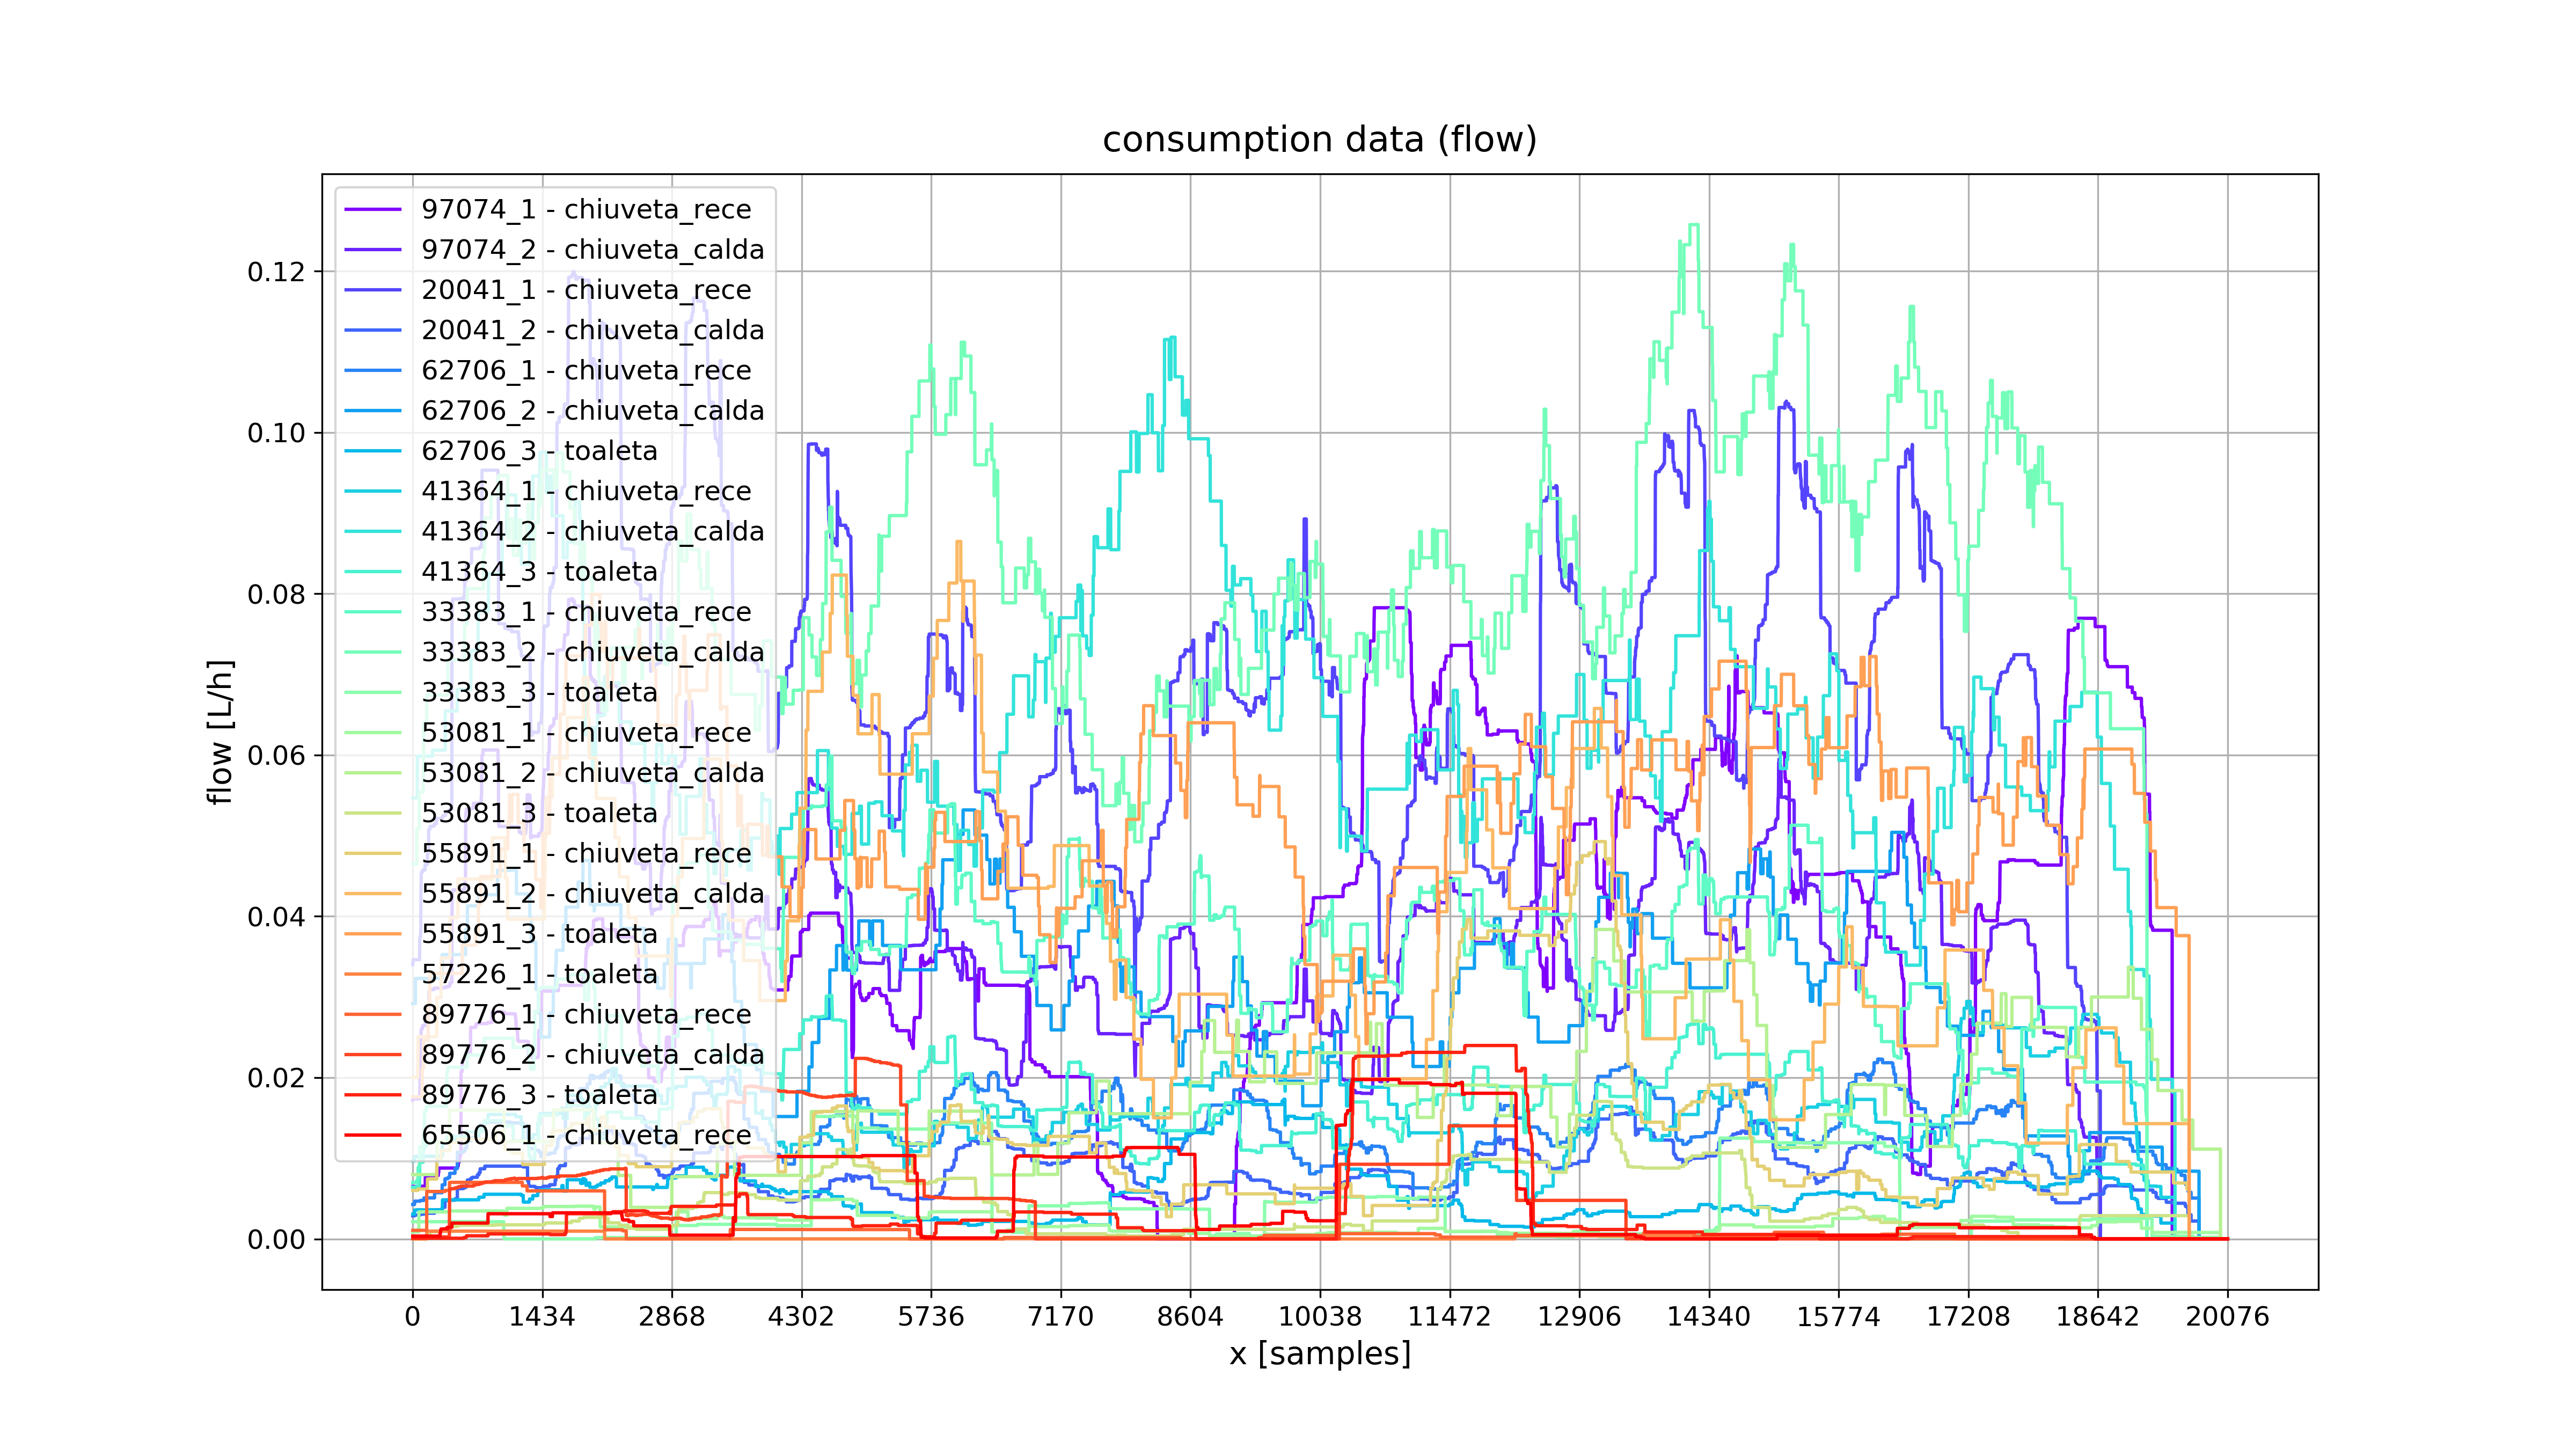 consumption data (flow)
97074_1 - chiuveta_rece
97074_2 - chiuveta_calda
20041_1 - chiuveta_rece
20041_2 - chiuveta_calda
62706_1 - chiuveta_rece
62706_2 - chiuveta_calda
62706_3 - toaleta
41364_1 - chiuveta_rece
41364_2 - chiuveta_calda
41364_3 - toaleta
33383_1 - chiuveta_rece
33383_2 - chiuveta_calda
33383_3 - toaleta
53081_1 - chiuveta_rece
53081_2 - chiuveta_calda
53081_3 - toaleta
55891_1 - chiuveta_rece
55891_2 - chiuveta_calda
55891_3 - toaleta
57226_1 - toaleta
89776_1 - chiuveta_rece
89776_2 - chiuveta_calda
89776_3 - toaleta
65506_1 - chiuveta_rece
flow [L/h]
0.12
0.10
0.08
0.06
0.04
0.02
0.00
0 1434 2868 4302 5736 7170 8604 10038 11472 12906 14340 15774 17208 18642 20076
x [samples]